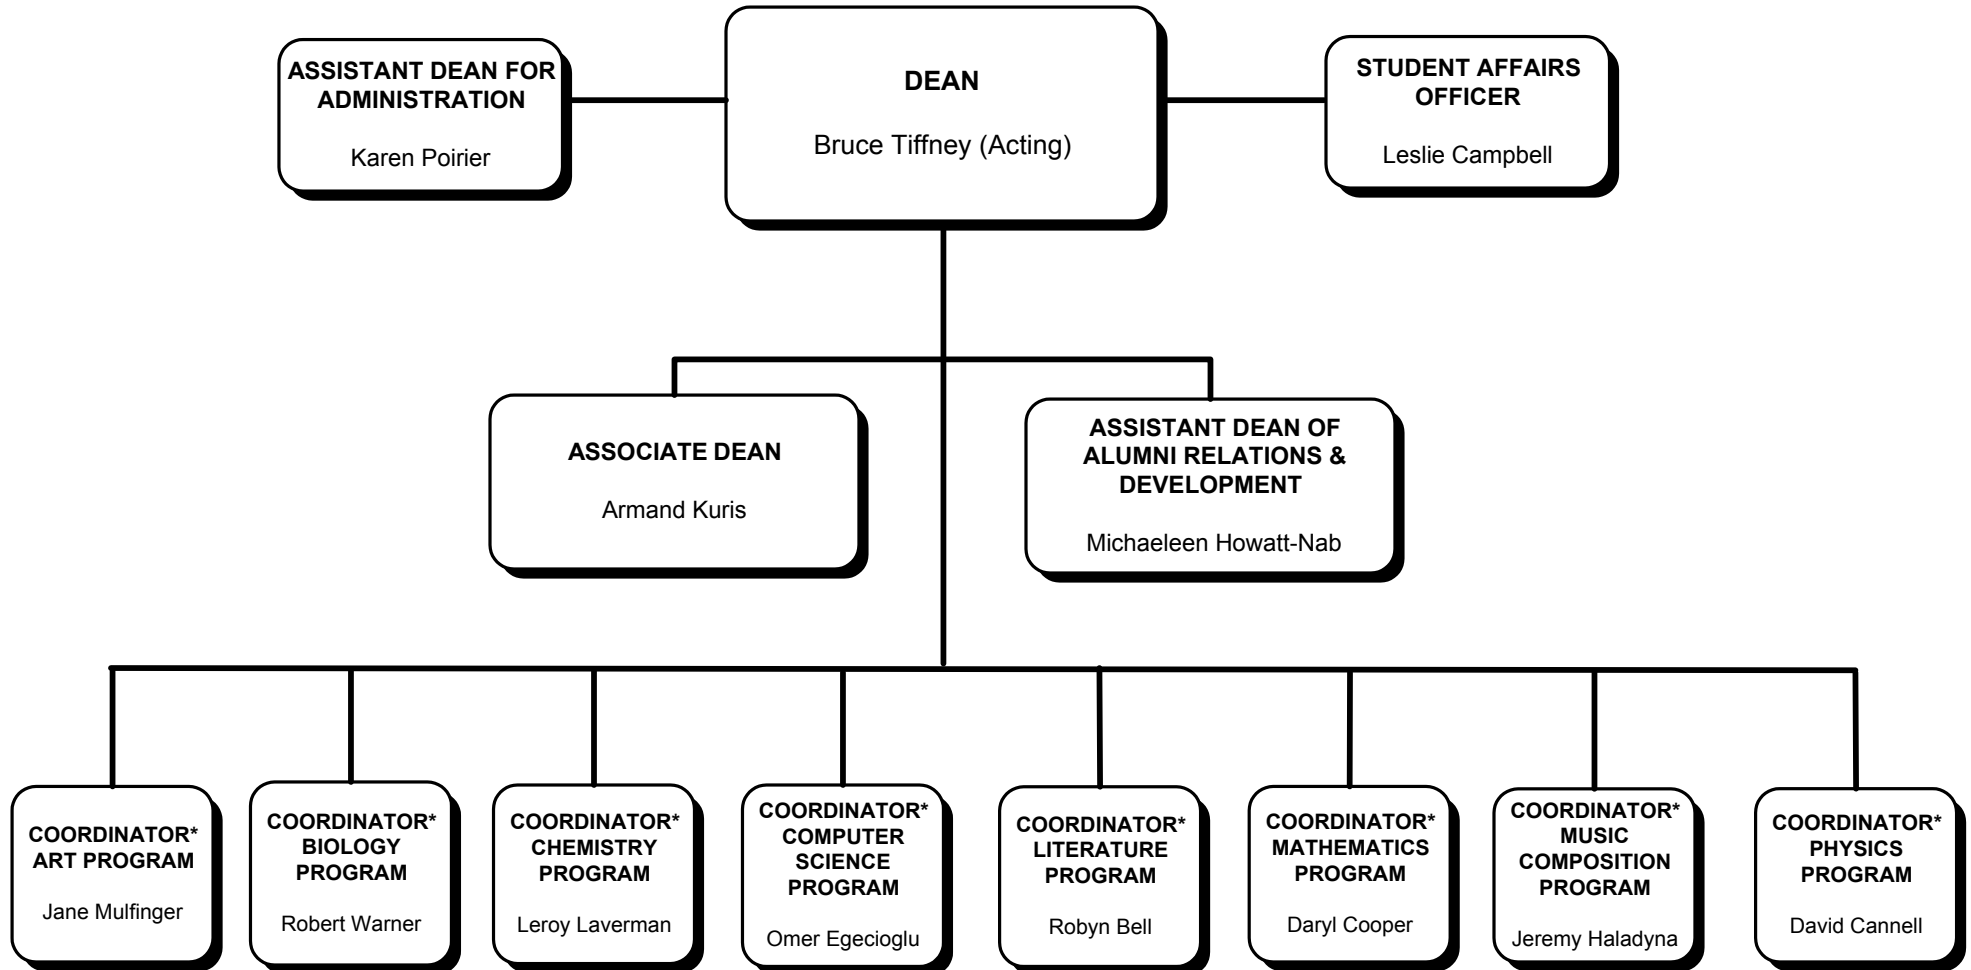 ASSISTANT DEAN FOR
ADMINISTRATION
Karen Poirier
DEAN
Bruce Tiffney (Acting)
STUDENT AFFAIRS
OFFICER
Leslie Campbell
ASSOCIATE DEAN
Armand Kuris
ASSISTANT DEAN OF
ALUMNI RELATIONS &
DEVELOPMENT
Michaeleen Howatt-Nab
COORDINATOR*
ART PROGRAM
Jane Mulfinger
COORDINATOR*
BIOLOGY
PROGRAM
Robert Warner
COORDINATOR*
CHEMISTRY
PROGRAM
Leroy Laverman
COORDINATOR*
COMPUTER
SCIENCE
PROGRAM
Omer Egecioglu
COORDINATOR*
LITERATURE
PROGRAM
Robyn Bell
COORDINATOR*
MATHEMATICS
PROGRAM
Daryl Cooper
COORDINATOR*
MUSIC
COMPOSITION
PROGRAM
Jeremy Haladyna
COORDINATOR*
PHYSICS
PROGRAM
David Cannell